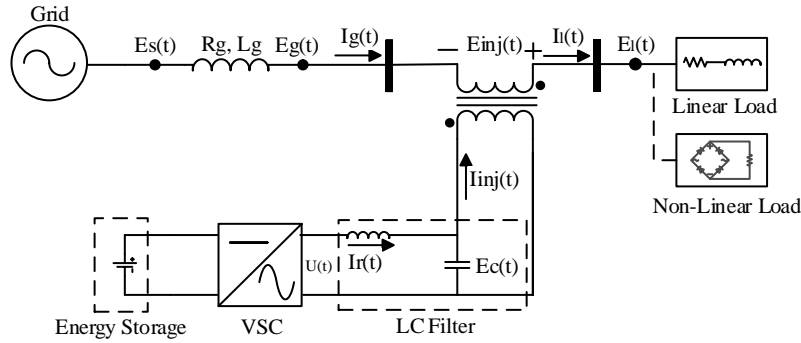 Grid
Es(t)
Rg, Lg
Eg(t)
Ig(t)
Einj(t)
Il(t)
El(t)
Linear Load
Iinj(t)
Non-Linear Load
U(t)
Ir(t)
Ec(t)
Energy Storage
VSC
LC Filter